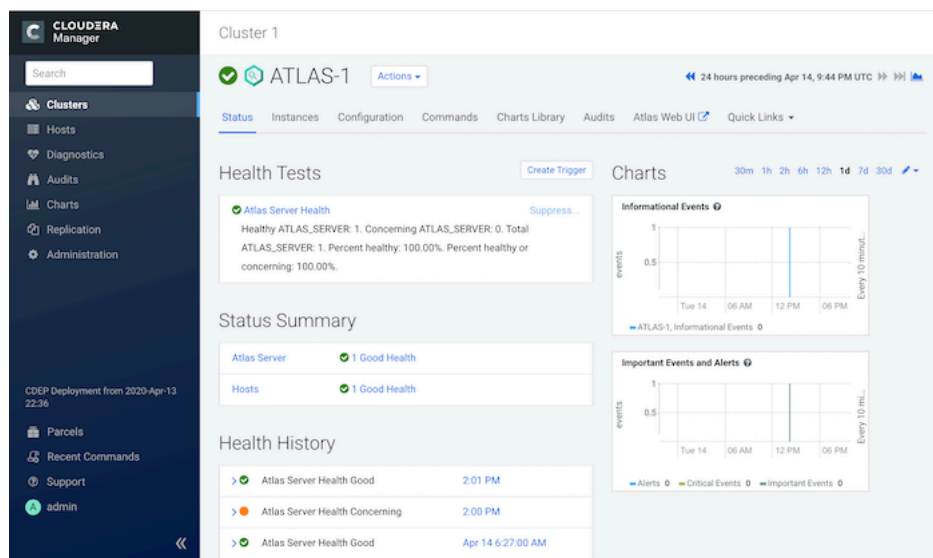 CLOUDERA
Manager
Search
Clusters
Hosts
Diagnostics
Audits
Charts
Replication
Administration
CDEP Deployment from 2020-Apr-13
22:36
Parcels
Recent Commands
Support
A admin
Cluster 1
ATLAS-1 Actions
24 hours preceding Apr 14, 9:44 PM UTC
Status Instances Configuration Commands Charts Library Audits Atlas Web UI Quick Links
Health Tests Create Trigger
Atlas Server Health Suppress...
Healthy ATLAS_SERVER: 1. Concerning ATLAS_SERVER: 0. Total
ATLAS_SERVER: 1. Percent healthy: 100.00%. Percent healthy or
concerning: 100.00%.
Status Summary
Atlas Server 1 Good Health
Hosts 1 Good Health
Health History
Atlas Server Health Good 2:01 PM
Atlas Server Health Concerning 2:00 PM
Atlas Server Health Good Apr 14 6:27:00 AM
Charts 30m 1h 2h 6h 12h 1d 7d 30d
Informational Events
1
0.5
events
Every 10 minut...
Tue 14 06 AM 12 PM 06 PM
ATLAS-1, Informational Events 0
Important Events and Alerts
1
0.5
events
Every 10 mi...
Tue 14 06 AM 12 PM 06 PM
Alerts 0 Critical Events 0 Important Events 0